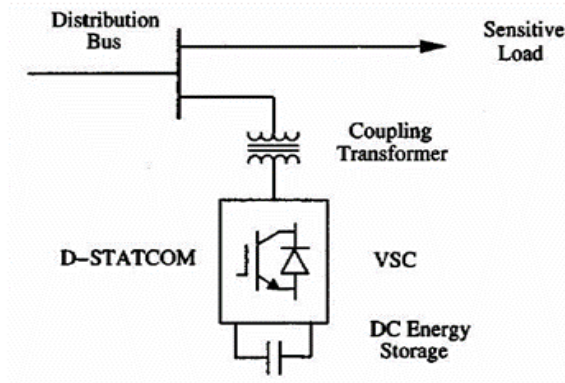 Distribution
Bus
Sensitive
Load
Coupling
Transformer
D-STATCOM
VSC
DC Energy
Storage